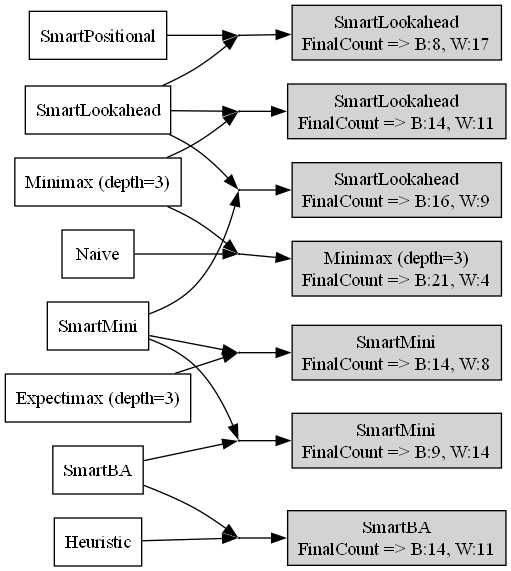 SmartPositional
SmartLookahead
FinalCount => B:8, W:17
SmartLookahead
SmartLookahead
FinalCount => B:14, W:11
Minimax (depth=3)
SmartLookahead
FinalCount => B:16, W:9
Naive
Minimax (depth=3)
FinalCount => B:21, W:4
SmartMini
SmartMini
FinalCount => B:14, W:8
Expectimax (depth=3)
SmartMini
FinalCount => B:9, W:14
SmartBA
SmartBA
FinalCount => B:14, W:11
Heuristic